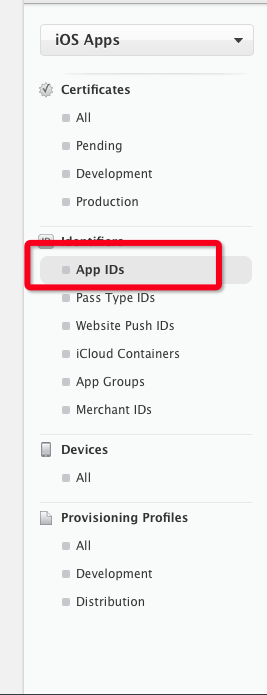 iOS Apps
Certificates
All
Pending
Development
Production
Identifiers
App IDs
Pass Type IDs
Website Push IDs
iCloud Containers
App Groups
Merchant IDs
Devices
All
Provisioning Profiles
All
Development
Distribution